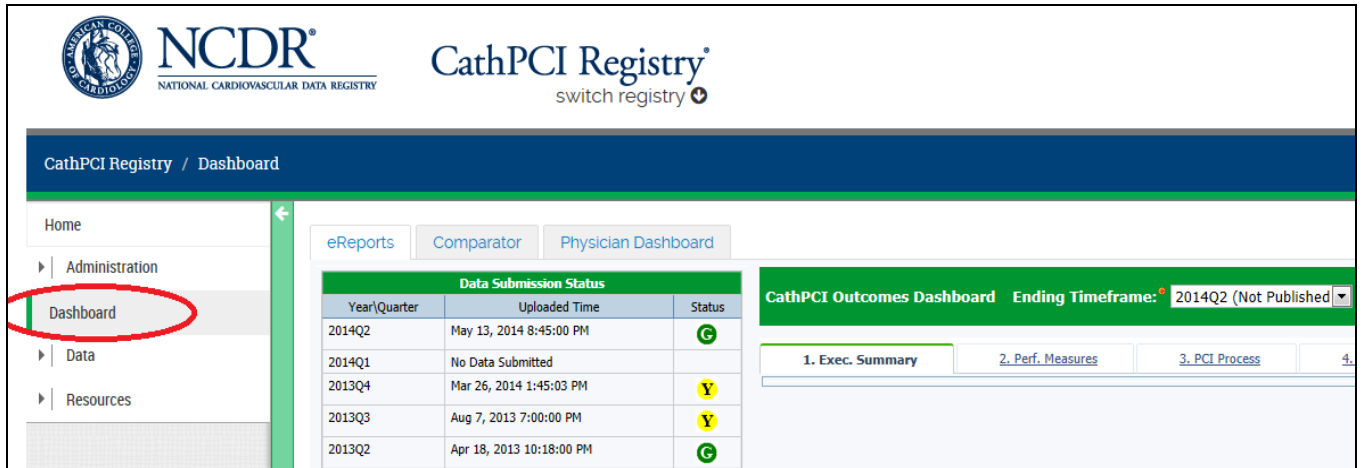 AMERICAN COLLEGE OF CARDIOLOGY
NCDR®
NATIONAL CARDIOVASCULAR DATA REGISTRY
CathPCI Registry®
switch registry
CathPCI Registry / Dashboard
Home
Administration
Dashboard
Data
Resources
eReports Comparator Physician Dashboard
Data Submission Status
Year\Quarter Uploaded Time Status
2014Q2 May 13, 2014 8:45:00 PM G
2014Q1 No Data Submitted
2013Q4 Mar 26, 2014 1:45:03 PM Y
2013Q3 Aug 7, 2013 7:00:00 PM Y
2013Q2 Apr 18, 2013 10:18:00 PM G
CathPCI Outcomes Dashboard Ending Timeframe:* 2014Q2 (Not Published
1. Exec. Summary 2. Perf. Measures 3. PCI Process 4.